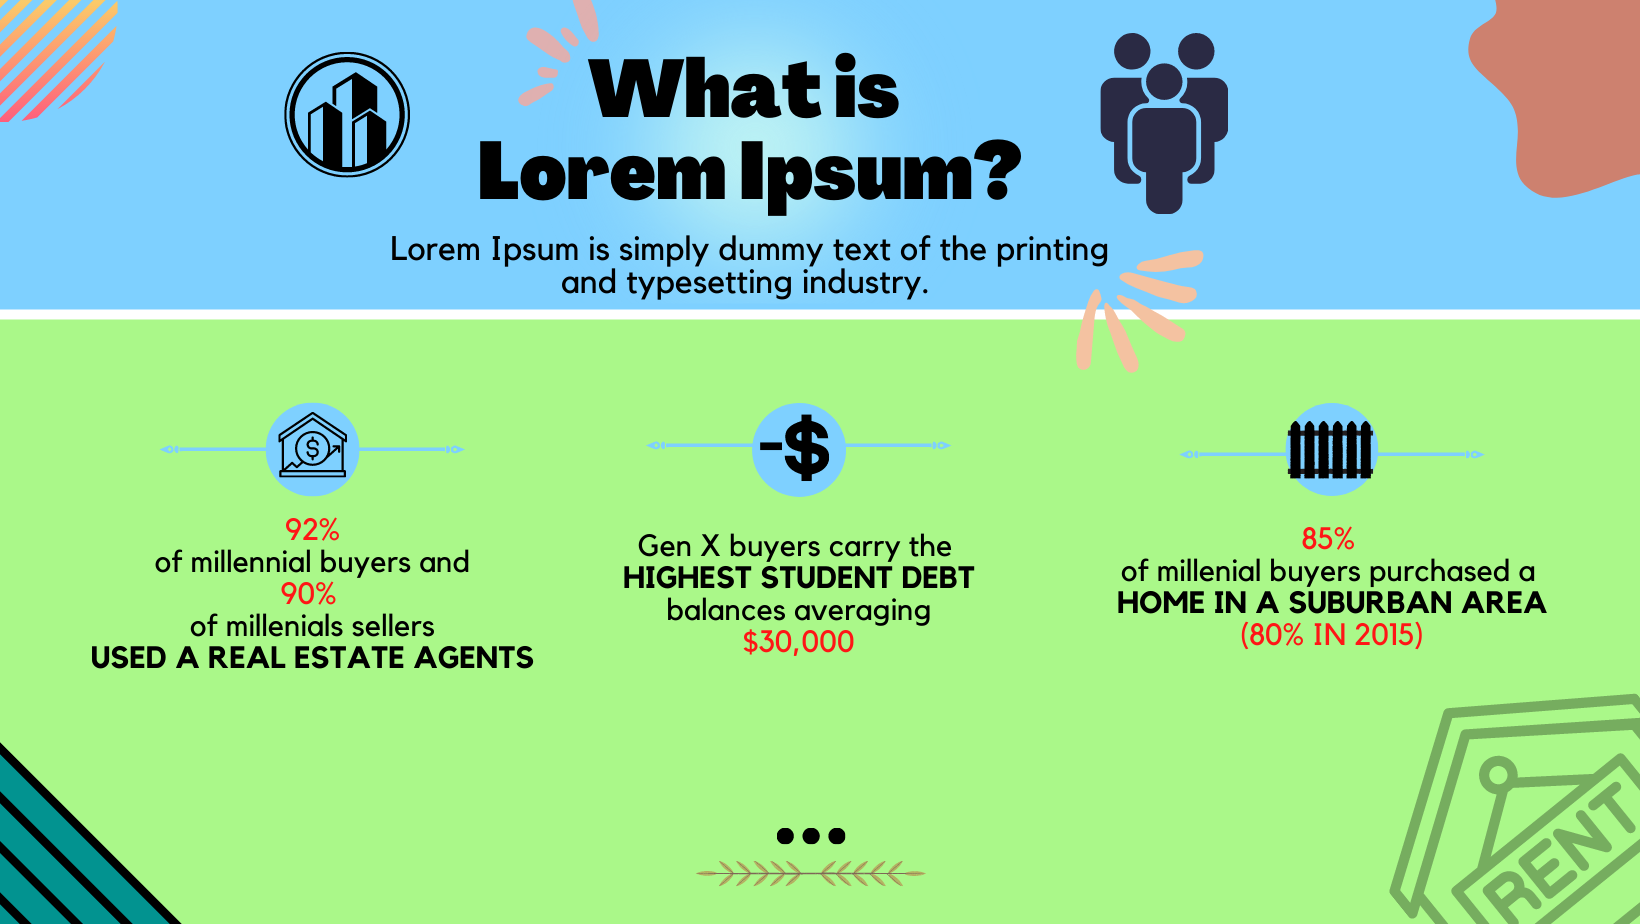 What is
Lorem Ipsum?
Lorem Ipsum is simply dummy text of the printing
and typesetting industry.
92%
of millennial buyers and
90%
of millenials sellers
USED A REAL ESTATE AGENTS
-$
Gen X buyers carry the
HIGHEST STUDENT DEBT
balances averaging
$30,000
85%
of millenial buyers purchased a
HOME IN A SUBURBAN AREA
(80% IN 2015)
...
RENT